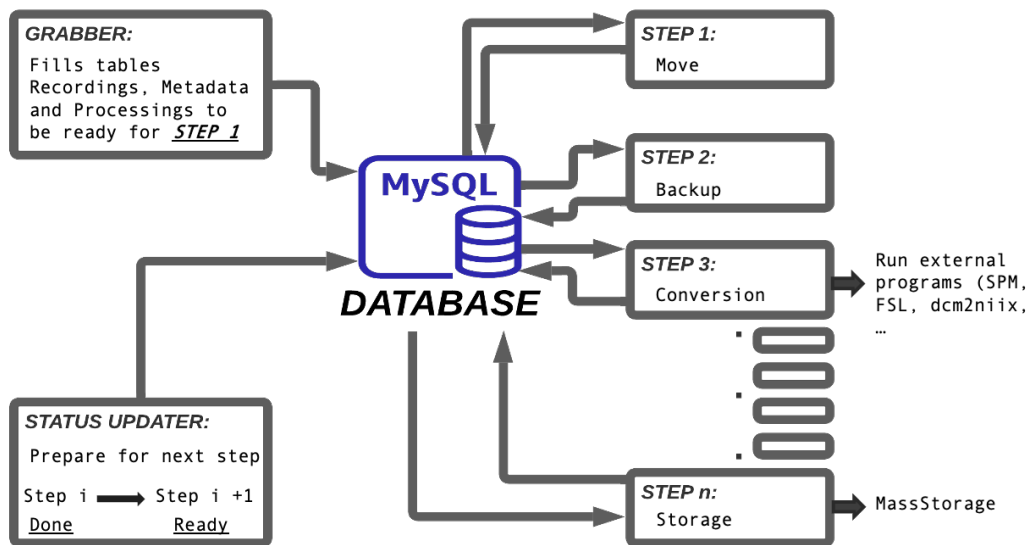 GRABBER:
Fills tables
Recordings, Metadata
and Processings to
be ready for STEP 1
STEP 1:
Move
MySQL
DATABASE
STEP 2:
Backup
STEP 3:
Conversion
Run external
programs (SPM,
FSL, dcm2niix,
…
STATUS UPDATER:
Prepare for next step
Step i Step i +1
Done Ready
STEP n:
Storage
MassStorage